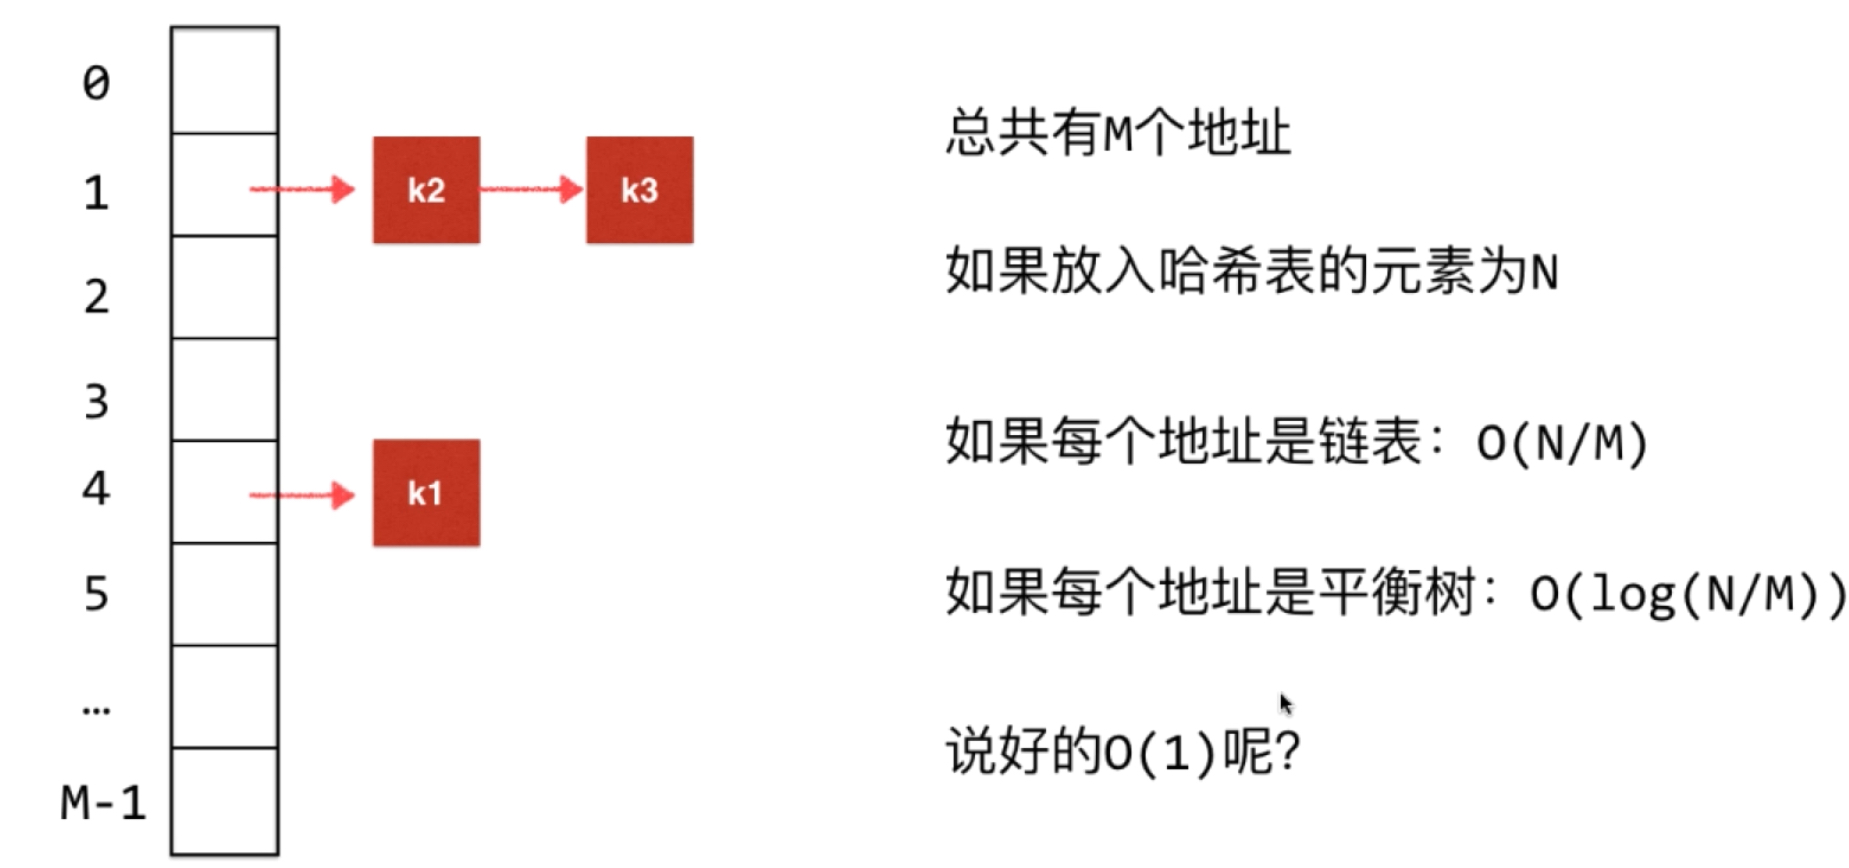 0
1
2
3
4
5
…
M-1
k2
k3
k1
总共有M个地址
如果放入哈希表的元素为N
如果每个地址是链表：O(N/M)
如果每个地址是平衡树：O(log(N/M))
说好的O(1)呢？